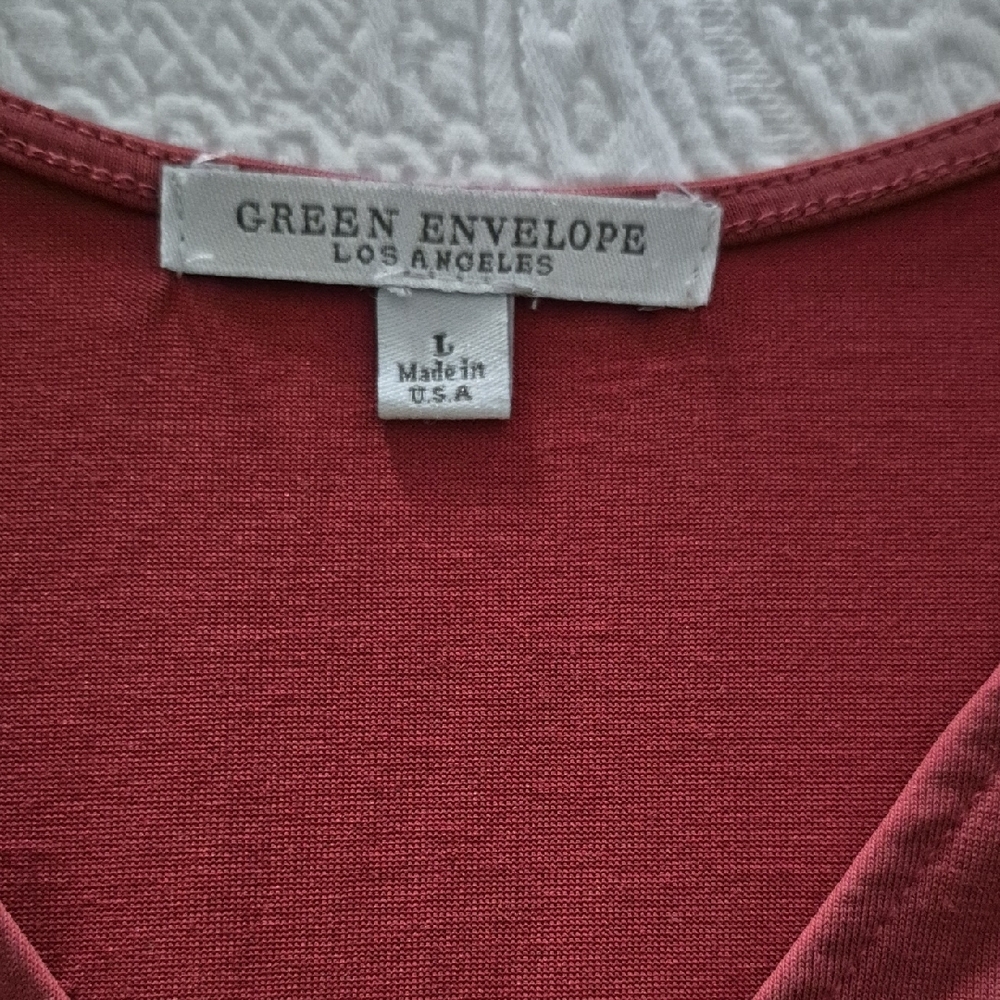 GREEN ENVELOPE
LOS ANGELES
L
Made in
U.S.A